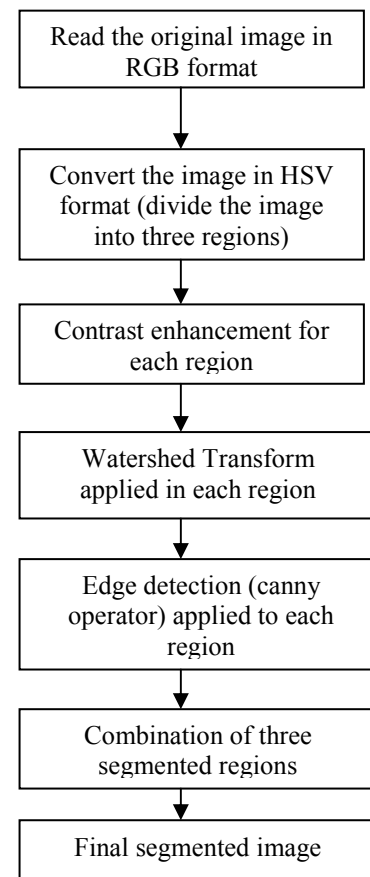 Read the original image in
RGB format
Convert the image in HSV
format (divide the image
into three regions)
Contrast enhancement for
each region
Watershed Transform
applied in each region
Edge detection (canny
operator) applied to each
region
Combination of three
segmented regions
Final segmented image